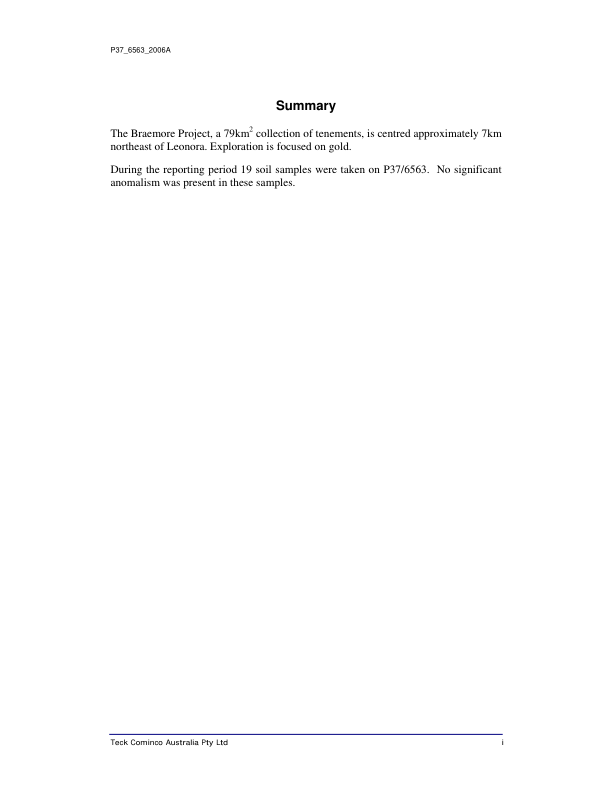 P37_6563_2006A
Summary
The Braemore Project, a 79km² collection of tenements, is centred approximately 7km
northeast of Leonora. Exploration is focused on gold.
During the reporting period 19 soil samples were taken on P37/6563. No significant
anomalism was present in these samples.
Teck Cominco Australia Pty Ltd i